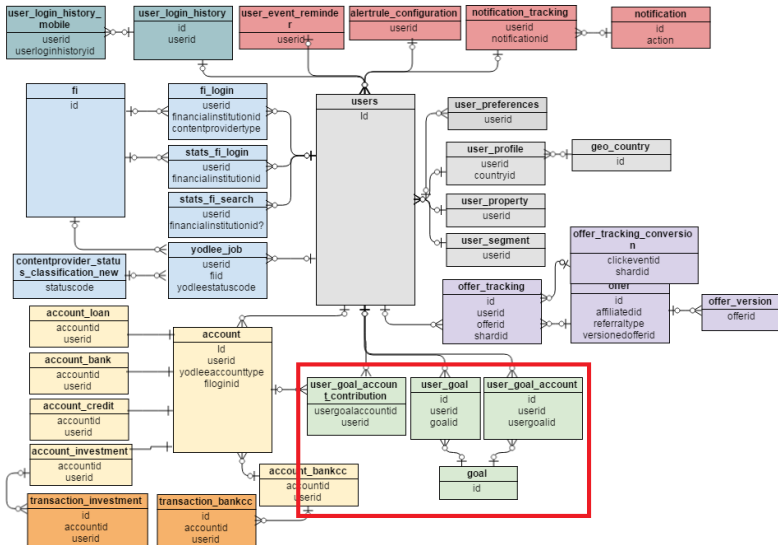 user_login_history_
mobile
userid
userloginhistoryid
user_login_history
id
userid
user_event_reminde
r
userid
alertrule_configuration
userid
notification_tracking
userid
notificationid
notification
id
action
fi
id
fi_login
userid
financialinstitutionid
contentprovidertype
stats_fi_login
userid
financialinstitutionid
stats_fi_search
userid
financialinstitutionid?
yodlee_job
userid
fiid
yodleestatuscode
contentprovider_statu
s_classification_new
statuscode
users
Id
user_preferences
userid
user_profile
userid
countryid
geo_country
id
user_property
userid
user_segment
userid
offer_tracking_conversio
n
clickeventid
shardid
offer_tracking
id
userid
offerid
shardid
offer
id
affiliatedid
referraltype
versionedofferid
offer_version
offerid
account_loan
accountid
userid
account_bank
accountid
userid
account_credit
accountid
userid
account_investment
accountid
userid
account
Id
userid
yodleeaccounttype
filoginid
account_bankcc
accountid
userid
transaction_investment
id
accountid
userid
transaction_bankcc
accountid
userid
user_goal_accoun
t_contribution
usergoalaccountid
userid
user_goal
id
userid
goalid
user_goal_account
id
userid
usergoalid
goal
id